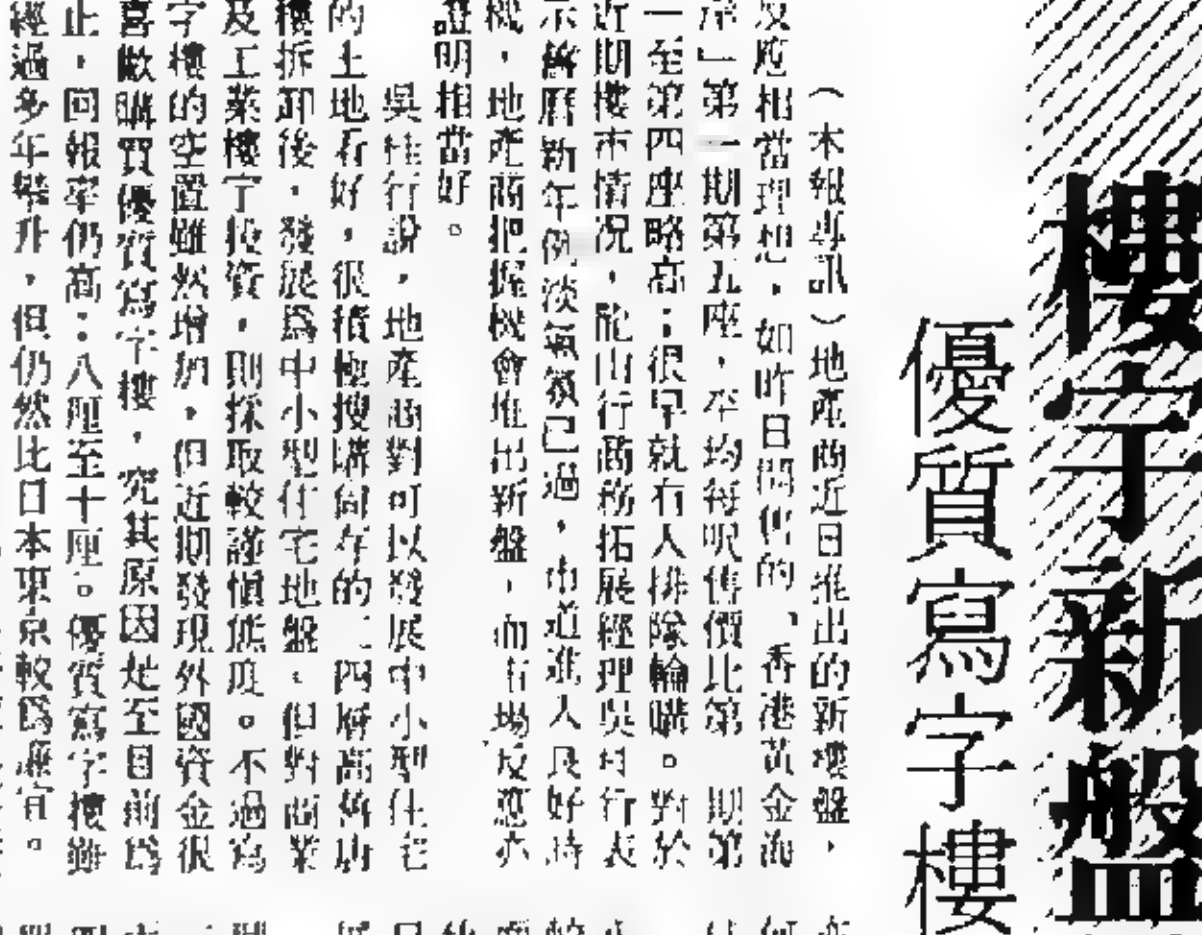 樓宇新盤
優質寫字樓
（本報專訊）地產商近日推出的新樓盤，
反應相當理想，如昨日開售的「香港黃金海
岸」第一期第五座，平均每呎售價比第一期第
一至第四座略高；很早就有人排隊輪購。對於
近期樓市情況，龍山行商務拓展經理吳桂行表
示舊曆新年例淡氣氛已過，市道進入良好時
機，地產商把握機會推出新盤，而市場反應亦
證明相當好。
吳桂行說，地產商對可以發展中小型住宅
的土地看好，很積極搜購尚存的三四層高舊唐
樓拆卸後，發展為中小型住宅地盤。但對商業
及工業樓宇投資，則採取較謹慎態度。不過寫
字樓的空置雖然增加，但近期發現外國資金很
喜歡購買優質寫字樓，究其原因是至目前為
止，回報率仍高：八厘至十厘。優質寫字樓雖
經過多年攀升，但仍然比日本東京較為應宜。